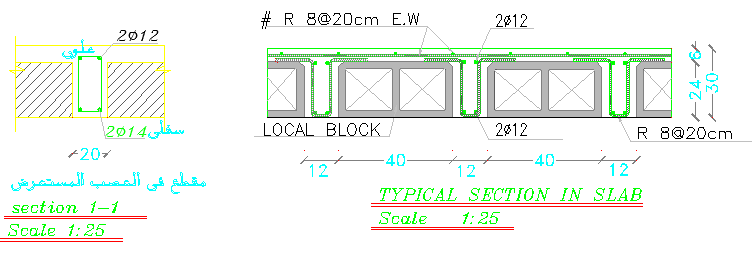 # R 8@20cm E.W
2ø12
2ø12
علوي
6
24
30
2ø14 سفلي
LOCAL BLOCK
2ø12
R 8@20cm
20
12
40
12
40
12
مقطع في العصب المستعرض
section 1-1
Scale 1:25
TYPICAL SECTION IN SLAB
Scale 1:25